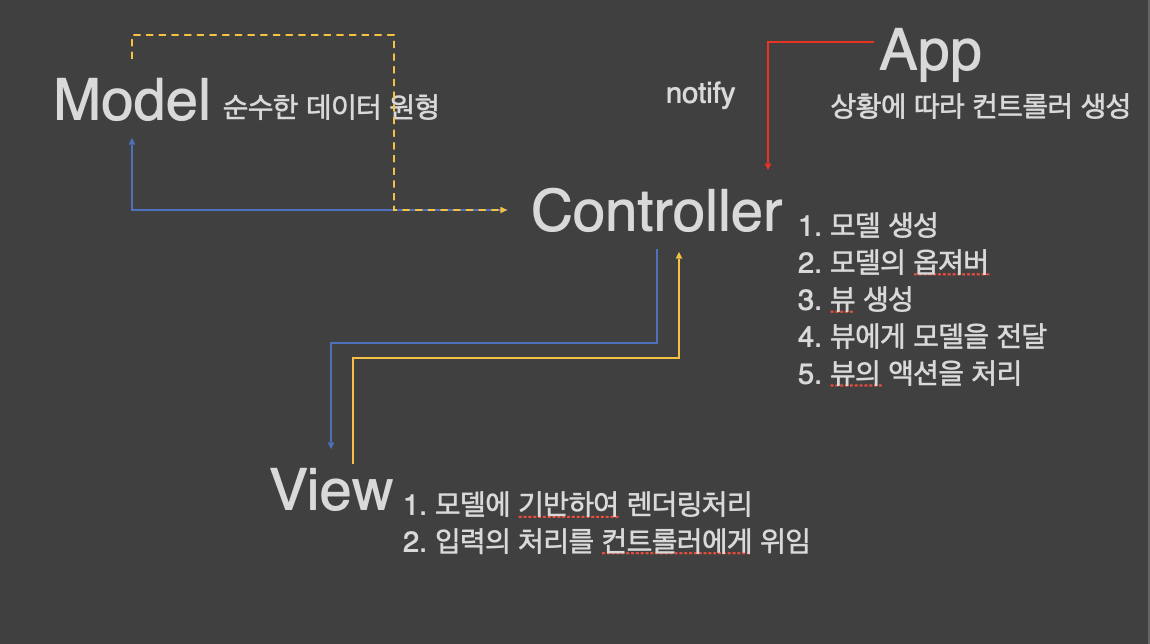 App
Model 순수한 데이터 원형
notify
상황에 따라 컨트롤러 생성
Controller
1. 모델 생성
2. 모델의 옵져버
3. 뷰 생성
4. 뷰에게 모델을 전달
5. 뷰의 액션을 처리
View
1. 모델에 기반하여 렌더링처리
2. 입력의 처리를 컨트롤러에게 위임